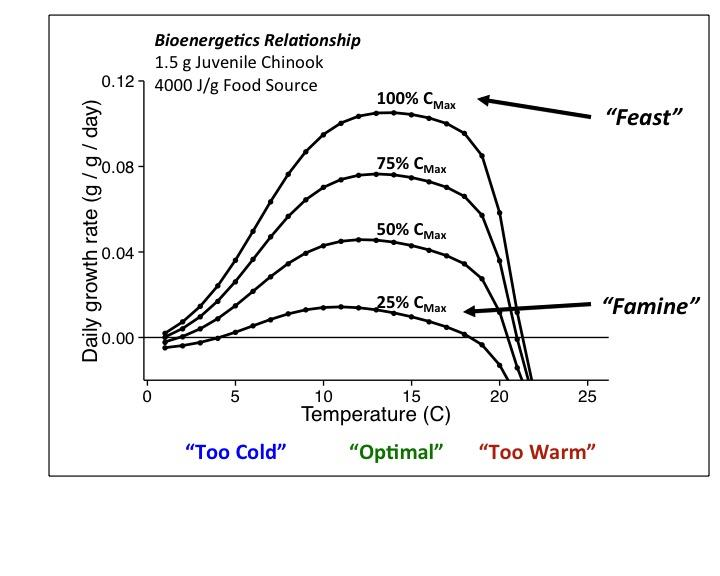 Bioenergetics Relationship
1.5 g Juvenile Chinook
4000 J/g Food Source
Daily growth rate (g / g / day)
0.12
0.08
0.04
0.00
100% CMax
75% CMax
50% CMax
25% CMax
“Feast”
“Famine”
0 5 10 15 20 25
Temperature (C)
“Too Cold” “Optimal” “Too Warm”